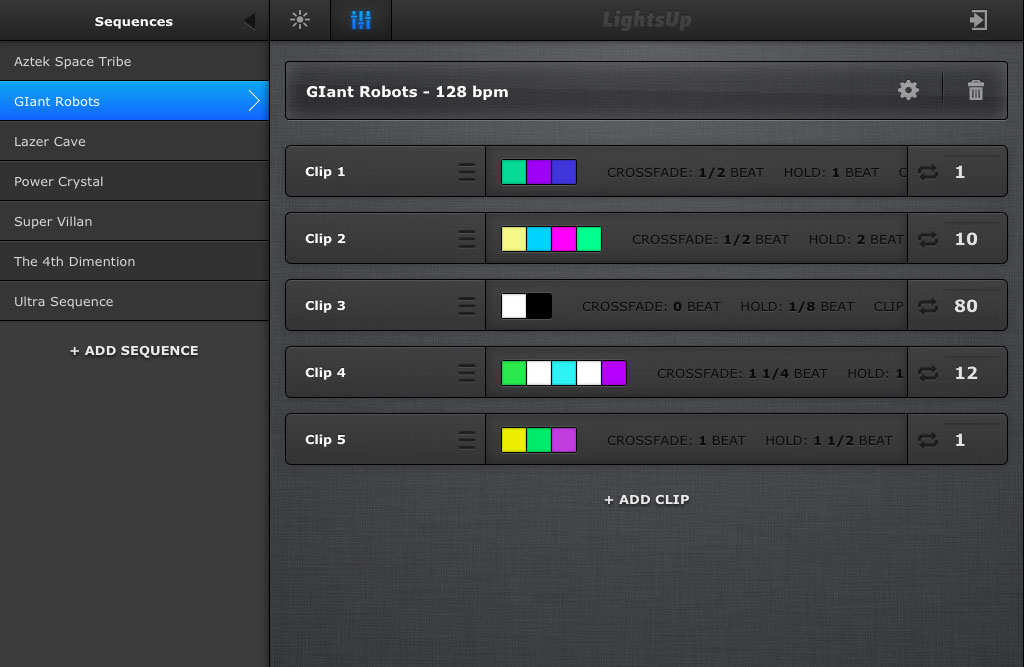 Sequences
LightsUp
Aztek Space Tribe
GIant Robots
Lazer Cave
Power Crystal
Super Villan
The 4th Dimention
Ultra Sequence
+ ADD SEQUENCE
GIant Robots - 128 bpm
Clip 1 CROSSFADE: 1/2 BEAT HOLD: 1 BEAT C 1
Clip 2 CROSSFADE: 1/2 BEAT HOLD: 2 BEAT 10
Clip 3 CROSSFADE: 0 BEAT HOLD: 1/8 BEAT CLIP 80
Clip 4 CROSSFADE: 1 1/4 BEAT HOLD: 1 12
Clip 5 CROSSFADE: 1 BEAT HOLD: 1 1/2 BEAT 1
+ ADD CLIP